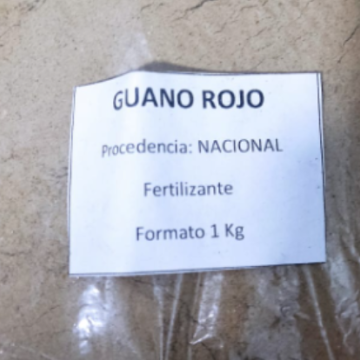 GUANO ROJO
Procedencia: NACIONAL
Fertilizante
Formato 1 Kg